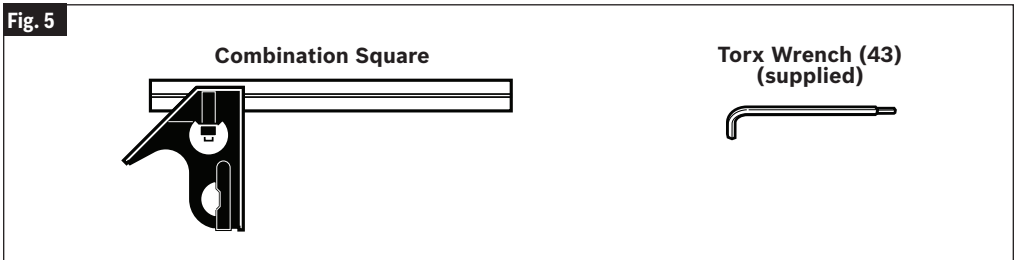 Fig. 5
Combination Square
Torx Wrench (43)
(supplied)